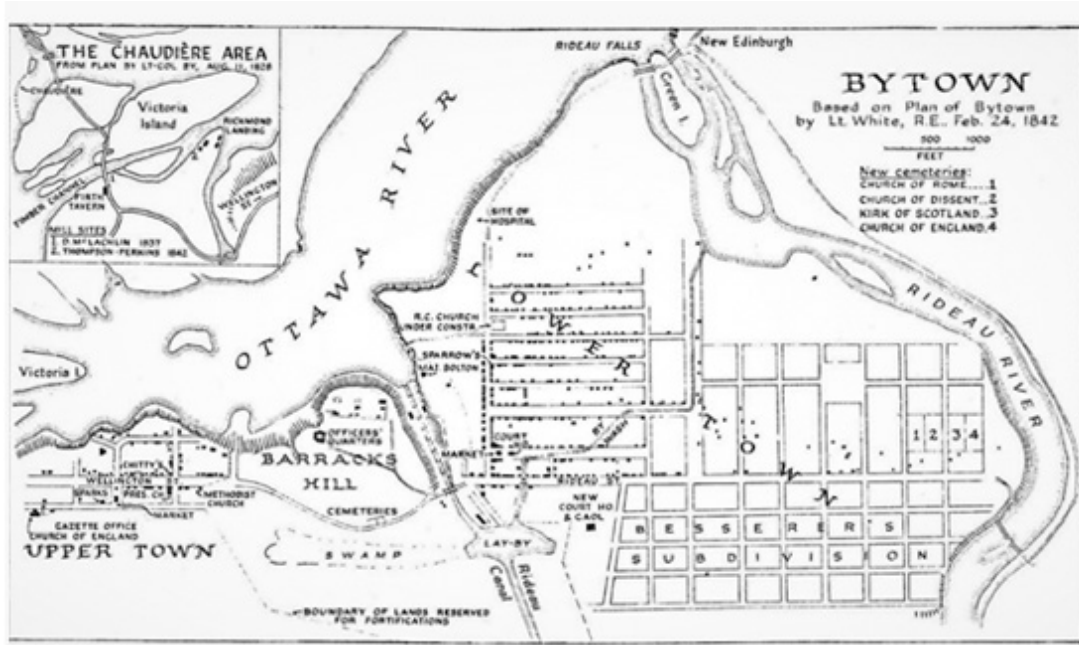 THE CHAUDIÈRE AREA
FROM PLAN BY LT-COL BY, AUG. 11, 1828
CHAUDIÈRE
Victoria
Island
RICHMOND
LANDING
TIMBER CHANNEL
FIRTH
TAVERN
WELLINGTON
ST
MILL SITES
1. D. McLACHLIN 1837
2. THOMPSON-PERKINS 1842
RIDEAU FALLS
New Edinburgh
Green I.
BYTOWN
Based on Plan of Bytown
by Lt. White, R.E., Feb. 24, 1842
500 1000
FEET
New cemeteries:
CHURCH OF ROME.....1
CHURCH OF DISSENT..2
KIRK OF SCOTLAND..3
CHURCH OF ENGLAND.4
OTTAWA RIVER
RIDEAU RIVER
SITE OF
HOSPITAL
LOWER TOWN
R.C. CHURCH
UNDER CONSTR.
SPARROW'S
MAT. BOLTON
Victoria I.
OFFICERS'
QUARTERS
BARRACKS
HILL
CEMETERIES
COURT
MARKET
BY
WASH
RIDEAU ST
NEW
COURT HO.
& GAOL
1 2 3 4
BESSERER'S
SUBDIVISION
CHITTY'S
WELLINGTON ST
SPARKS
PRES. CH.
METHODIST
CHURCH
MARKET
GAZETTE OFFICE
CHURCH OF ENGLAND
UPPER TOWN
SWAMP
LAY-BY
Rideau
Canal
BOUNDARY OF LANDS RESERVED
FOR FORTIFICATIONS